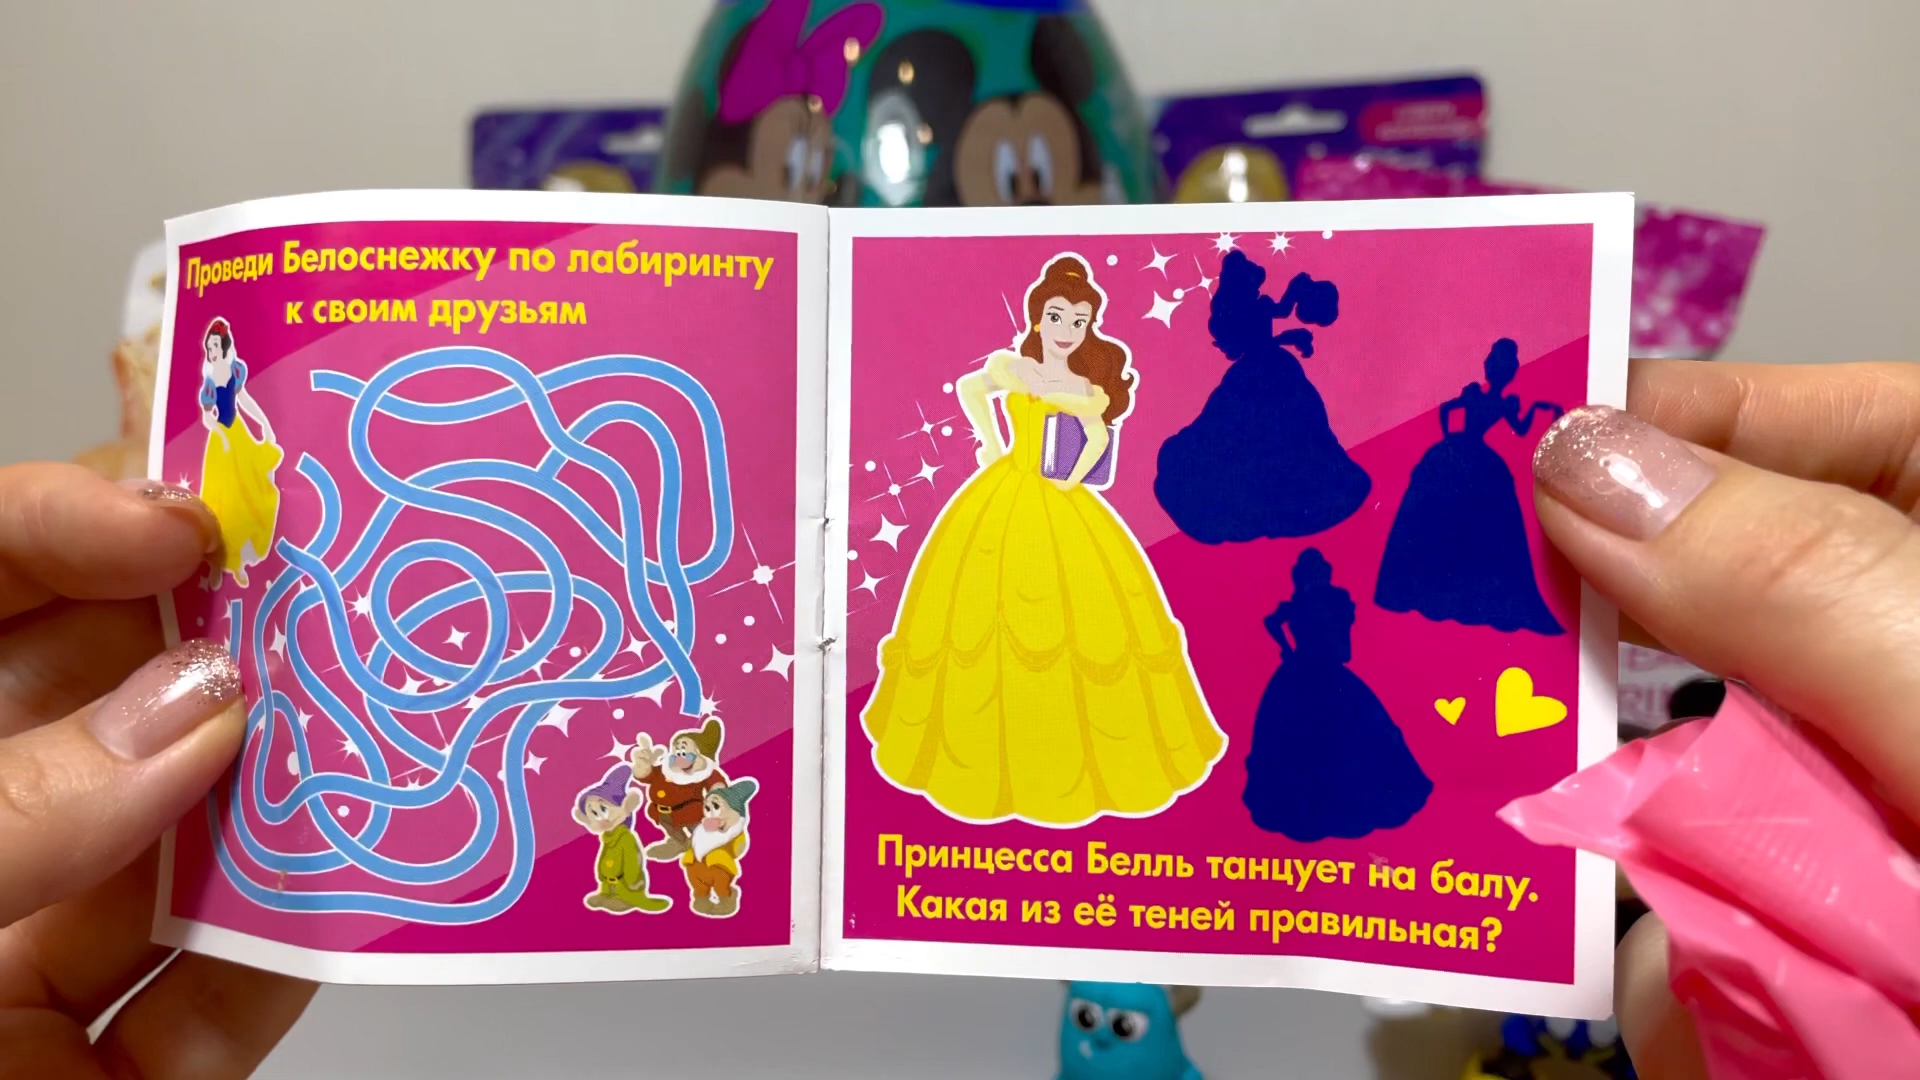 Проведи Белоснежку по лабиринту
к своим друзьям
Принцесса Белль танцует на балу.
Какая из её теней правильная?